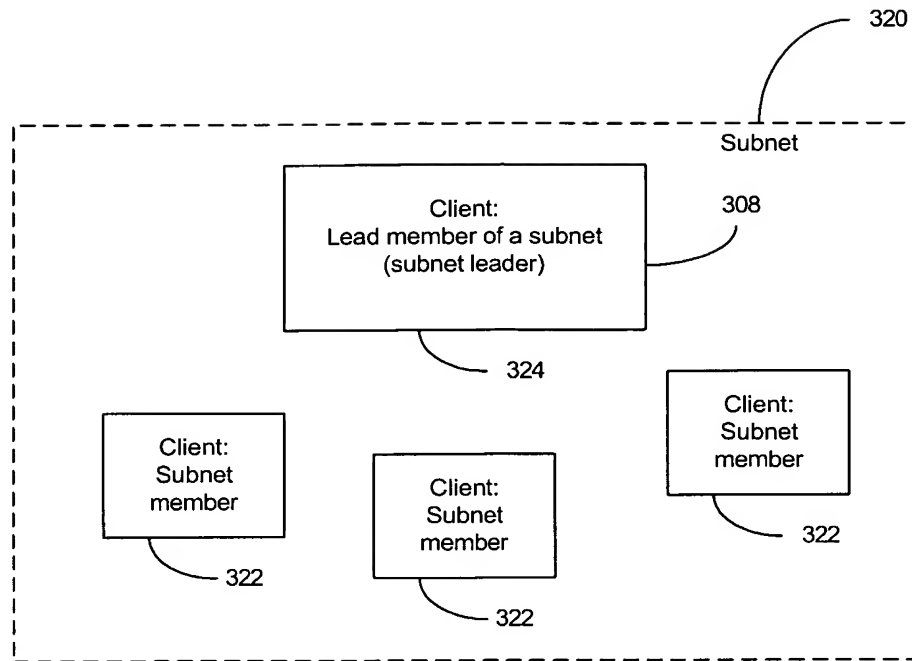 320
Subnet
Client:
Lead member of a subnet
(subnet leader)
308
324
Client:
Subnet
member
322
Client:
Subnet
member
322
Client:
Subnet
member
322